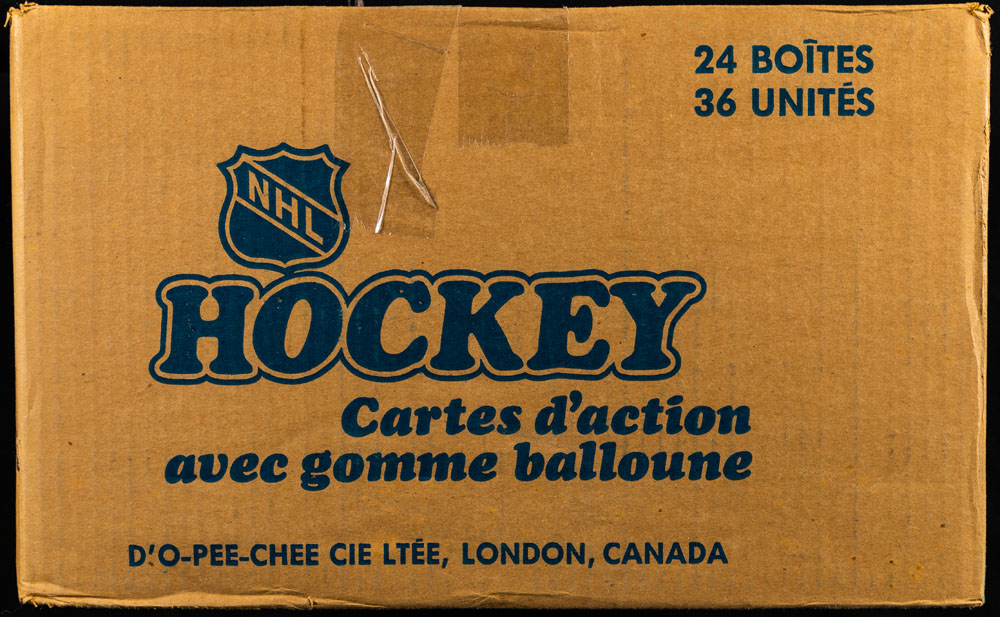 24 BOÎTES
36 UNITÉS
NHL
HOCKEY
Cartes d'action
avec gomme balloune
D'O-PEE-CHEE CIE LTÉE, LONDON, CANADA